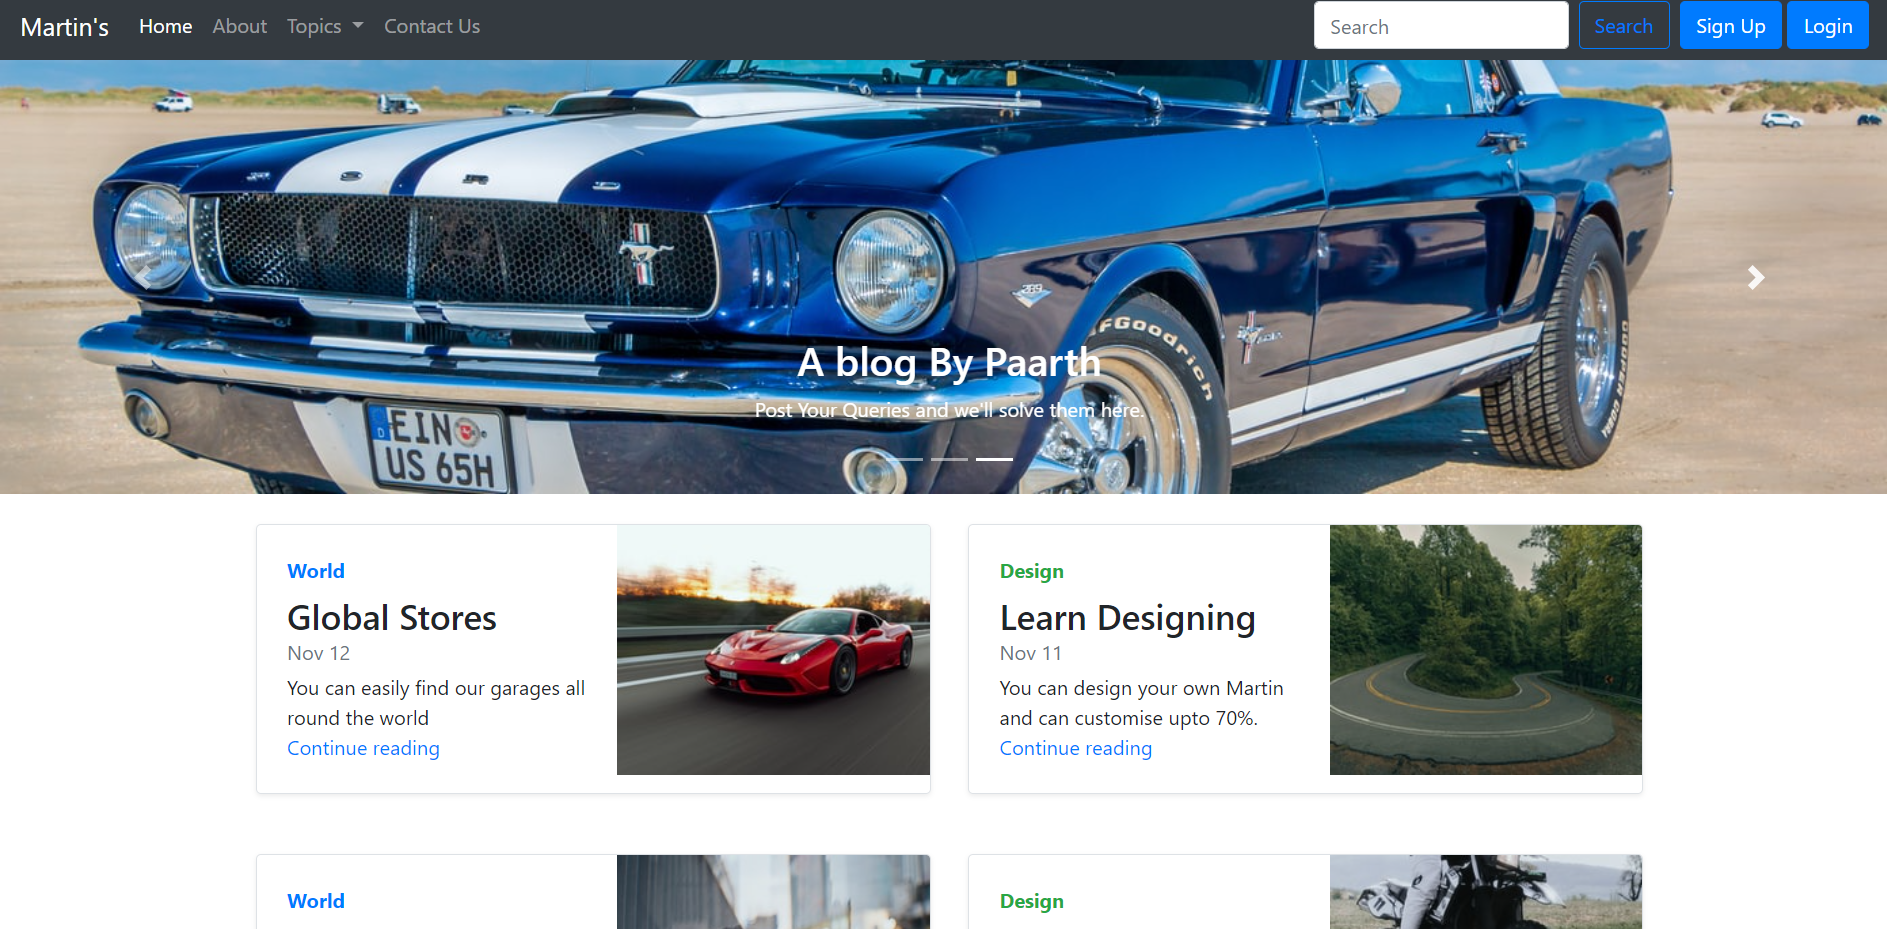 Martin's Home About Topics Contact Us Search Search Sign Up Login
FORD
289
BFGoodrich
EIN
D
US 65H
A blog By Paarth
Post Your Queries and we'll solve them here.
World
Global Stores
Nov 12
You can easily find our garages all
round the world
Continue reading
Design
Learn Designing
Nov 11
You can design your own Martin
and can customise upto 70%.
Continue reading
World
Design